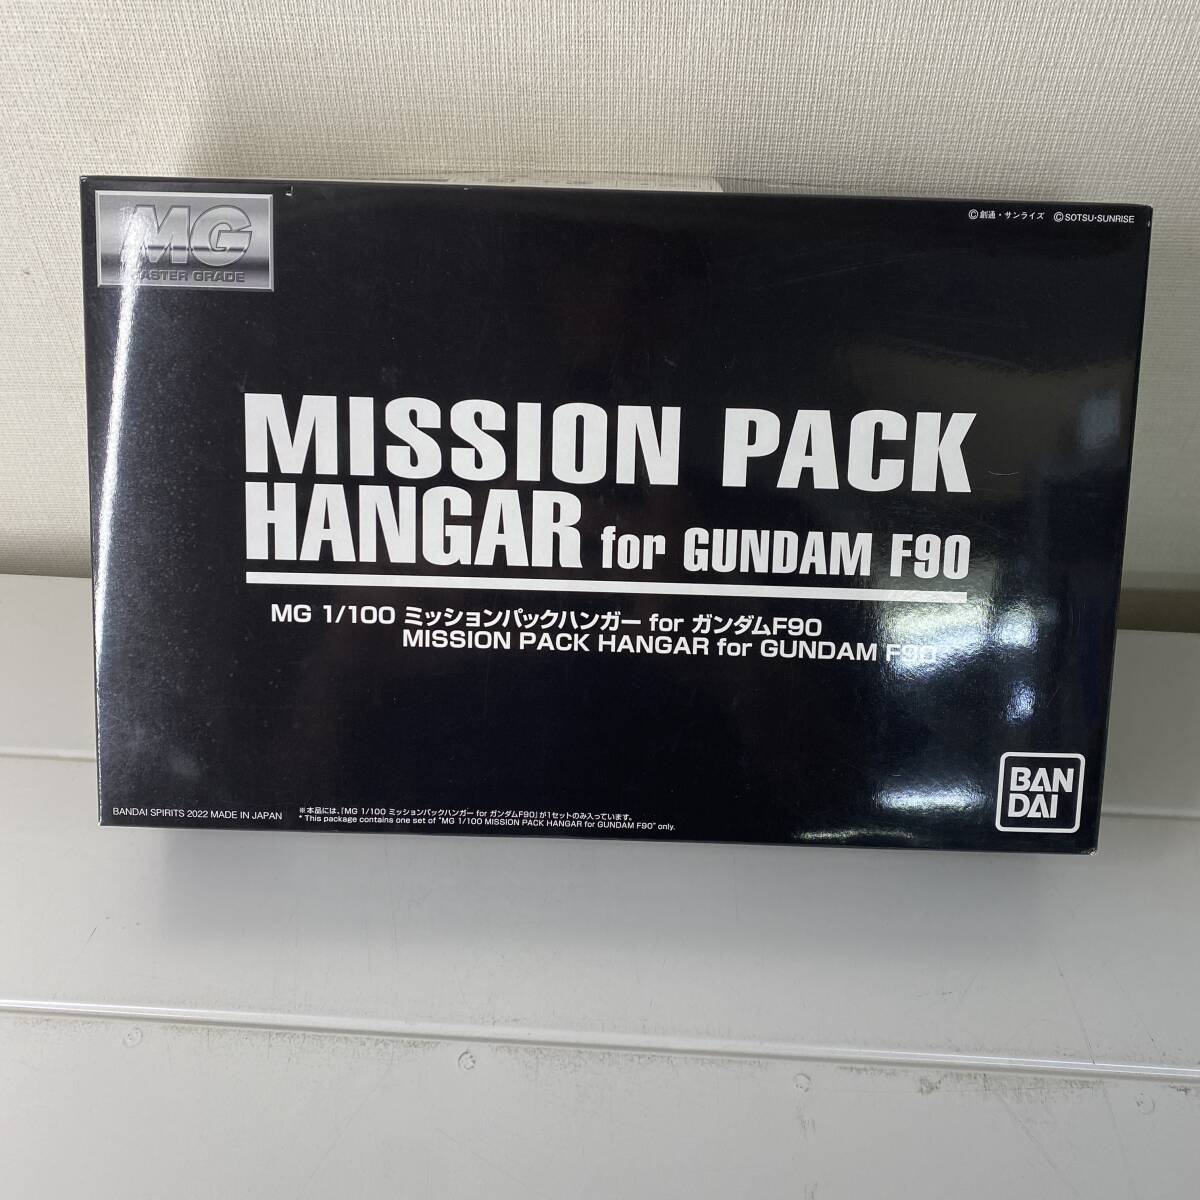 MG
MASTER GRADE
©創通・サンライズ ©SOTSU・SUNRISE
MISSION PACK
HANGAR for GUNDAM F90
MG 1/100 ミッションパックハンガー for ガンダムF90
MISSION PACK HANGAR for GUNDAM F90
BAN
DAI
BANDAI SPIRITS 2022 MADE IN JAPAN
※本品には、「MG 1/100 ミッションパックハンガー for ガンダムF90」が1セットのみ入っています。
* This package contains one set of "MG 1/100 MISSION PACK HANGAR for GUNDAM F90" only.